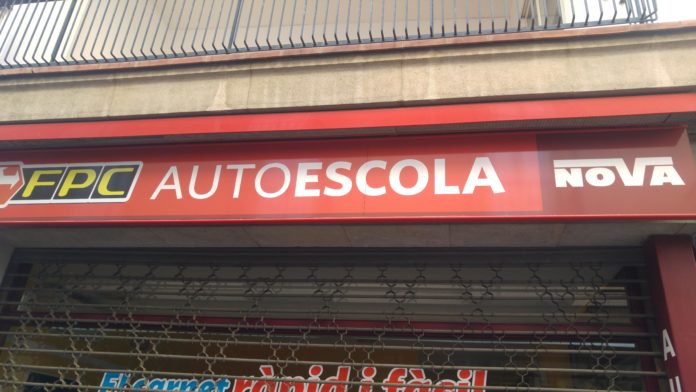 FPC AUTOESCOLA NOVA
El carnet ràpid i fàcil
A